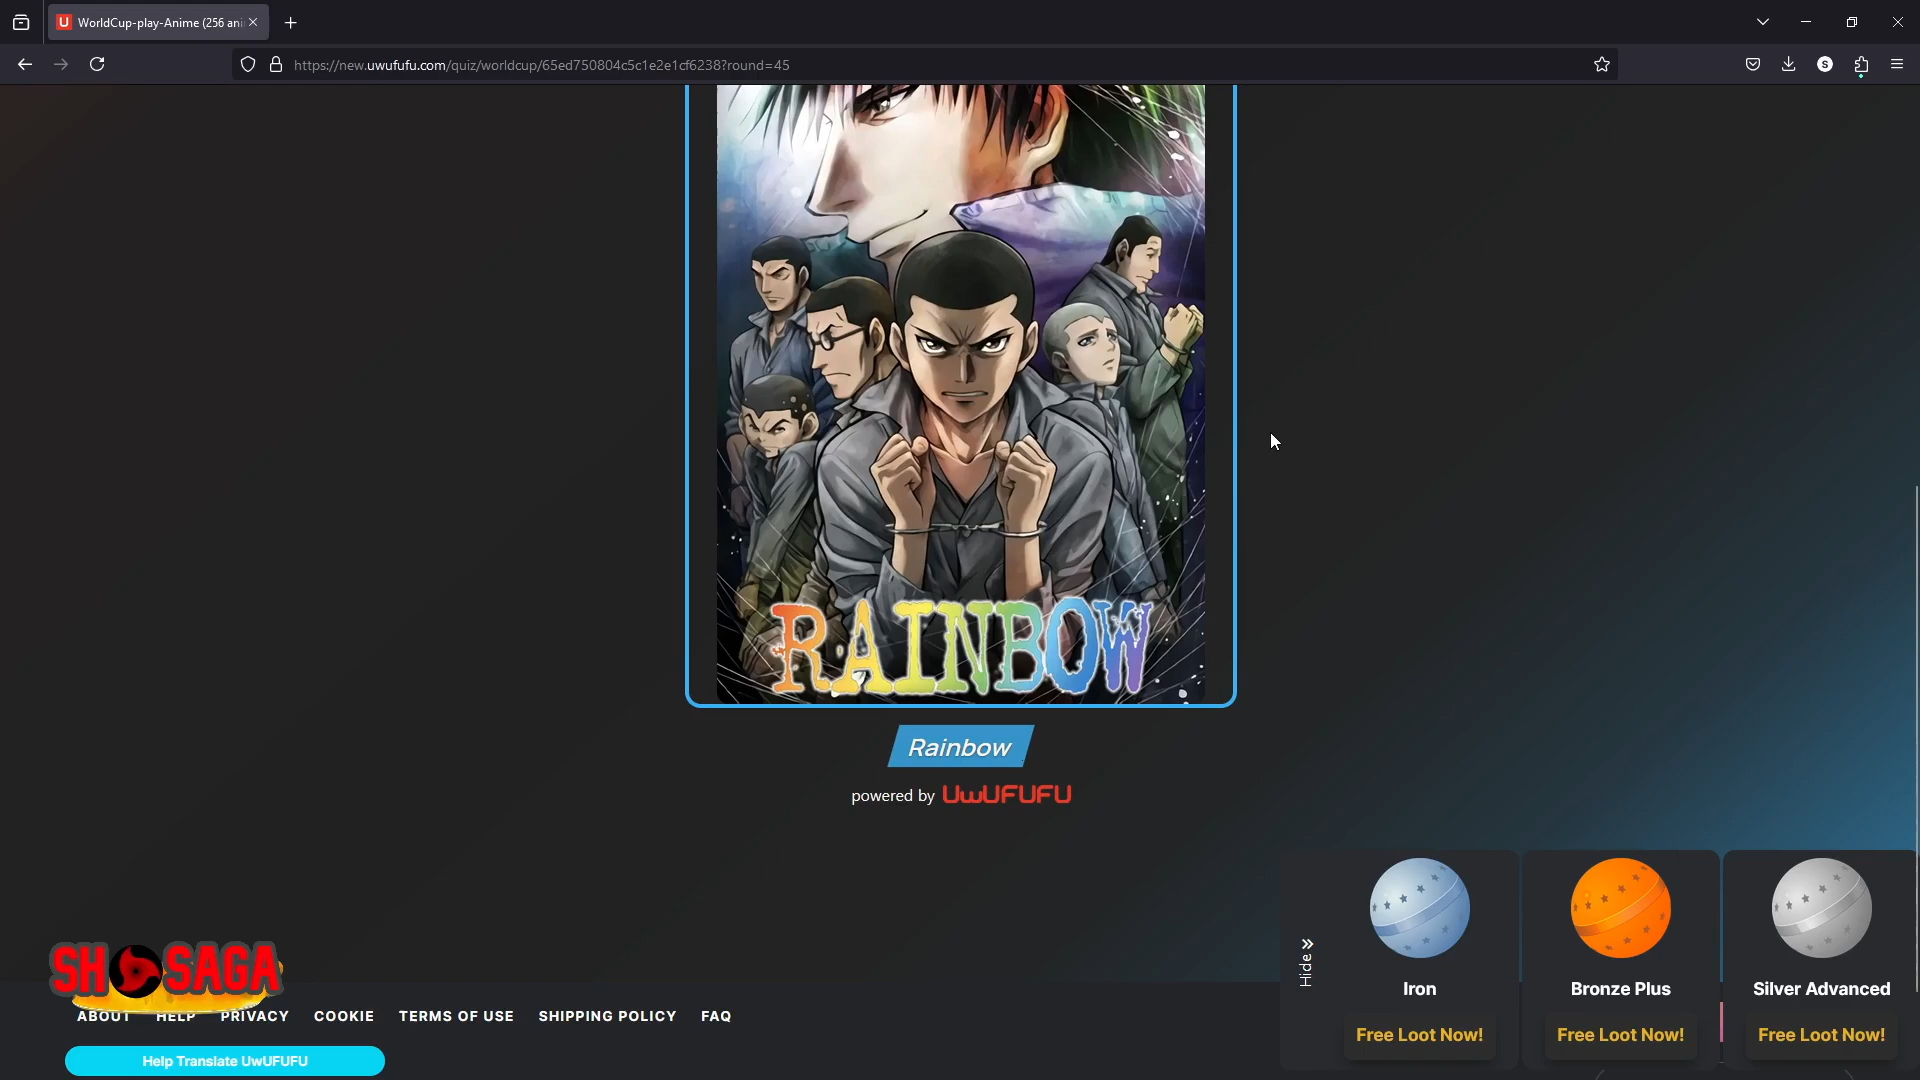 WorldCup-play-Anime (256 ani
https://new.uwufufu.com/quiz/worldcup/65ed750804c5c1e2e1cf6238?round=45
S
RAINBOW
Rainbow
powered by UwUFUFU
Hide
Iron
Free Loot Now!
Bronze Plus
Free Loot Now!
Silver Advanced
Free Loot Now!
SHOSAGA
ABOUT HELP PRIVACY COOKIE TERMS OF USE SHIPPING POLICY FAQ
Help Translate UwUFUFU